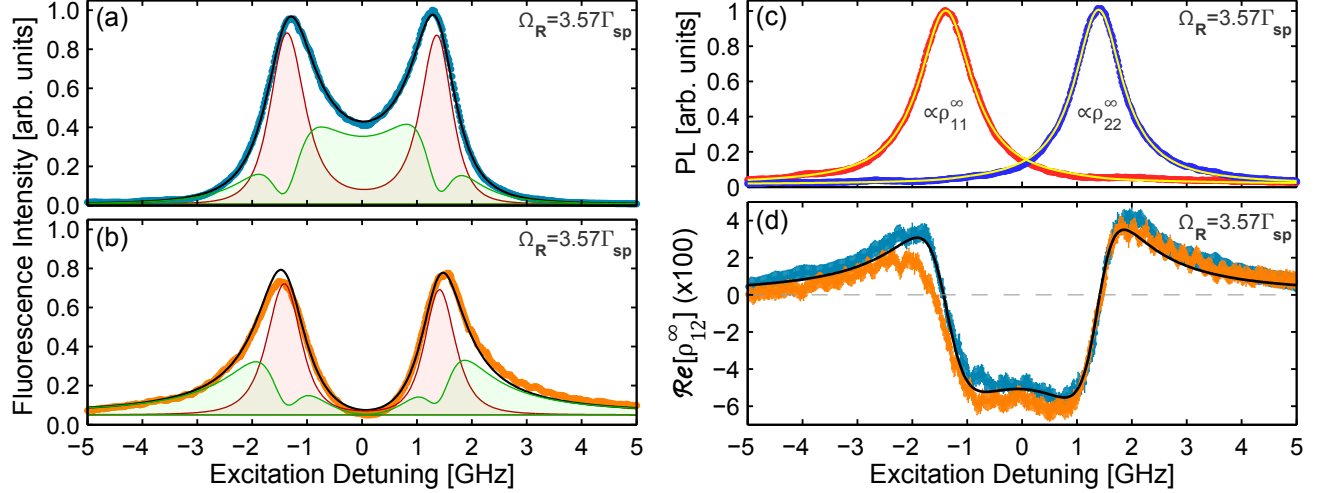 (a)
Ω_R=3.57Γ_sp
1.0
0.8
0.6
0.4
0.2
0.0
(b)
Ω_R=3.57Γ_sp
1.0
0.8
0.6
0.4
0.2
0.0
Fluorescence Intensity [arb. units]
−5 −4 −3 −2 −1 0 1 2 3 4 5
Excitation Detuning [GHz]
(c)
Ω_R=3.57Γ_sp
1
0.8
0.6
0.4
0.2
0
PL [arb. units]
∝ρ₁₁^∞
∝ρ₂₂^∞
(d)
Ω_R=3.57Γ_sp
4
2
0
−2
−4
−6
Re[ρ₁₂^∞] (x100)
−5 −4 −3 −2 −1 0 1 2 3 4 5
Excitation Detuning [GHz]